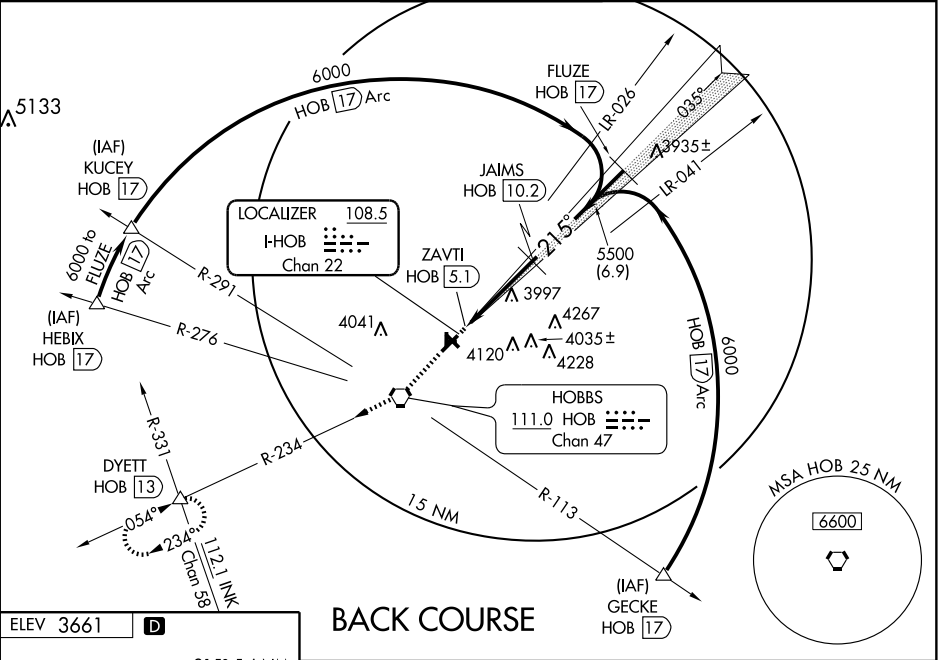 6000
HOB 17 Arc
FLUZE
HOB 17
LR-026
035°
3935±
LR-041
5133
(IAF)
KUCEY
HOB 17
JAIMS
HOB 10.2
215°
LOCALIZER 108.5
I-HOB
Chan 22
ZAVTI
HOB 5.1
5500
(6.9)
6000 to
FLUZE
HOB 17
Arc
R-291
3997
(IAF)
HEBIX
HOB 17
R-276
4041
4267
4120
4035±
4228
6000
HOB 17 Arc
HOBBS
111.0 HOB
Chan 47
R-331
R-234
DYETT
HOB 13
R-113
MSA HOB 25 NM
6600
15 NM
054°
234°
112.1 INK
Chan 58
(IAF)
GECKE
HOB 17
BACK COURSE
ELEV 3661 D